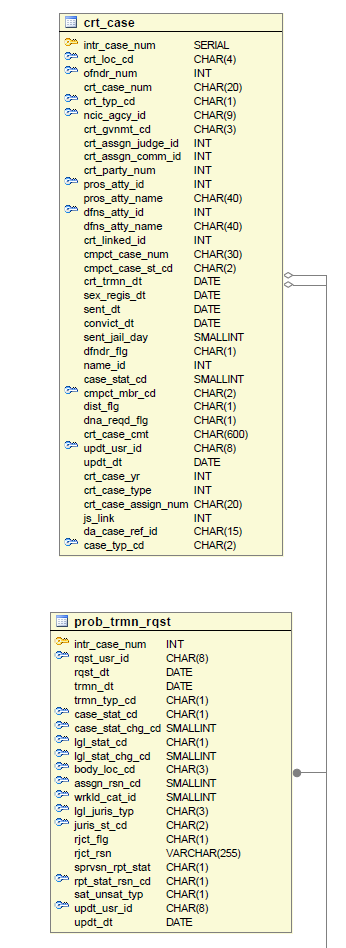 crt_case
intr_case_num SERIAL
crt_loc_cd CHAR(4)
ofndr_num INT
crt_case_num CHAR(20)
crt_typ_cd CHAR(1)
ncic_agcy_id CHAR(9)
crt_gvnmt_cd CHAR(3)
crt_assgn_judge_id INT
crt_assgn_comm_id INT
crt_party_num INT
pros_atty_id INT
pros_atty_name CHAR(40)
dfns_atty_id INT
dfns_atty_name CHAR(40)
crt_linked_id INT
cmpct_case_num CHAR(30)
cmpct_case_st_cd CHAR(2)
crt_trmn_dt DATE
sex_regis_dt DATE
sent_dt DATE
convict_dt DATE
sent_jail_day SMALLINT
dfndr_flg CHAR(1)
name_id INT
case_stat_cd SMALLINT
cmpct_mbr_cd CHAR(2)
dist_flg CHAR(1)
dna_reqd_flg CHAR(1)
crt_case_cmt CHAR(600)
updt_usr_id CHAR(8)
updt_dt DATE
crt_case_yr INT
crt_case_type INT
crt_case_assign_num CHAR(20)
js_link INT
da_case_ref_id CHAR(15)
case_typ_cd CHAR(2)
prob_trmn_rqst
intr_case_num INT
rqst_usr_id CHAR(8)
rqst_dt DATE
trmn_dt DATE
trmn_typ_cd CHAR(1)
case_stat_cd CHAR(1)
case_stat_chg_cd SMALLINT
lgl_stat_cd CHAR(1)
lgl_stat_chg_cd SMALLINT
body_loc_cd CHAR(3)
assgn_rsn_cd SMALLINT
wrkld_cat_id SMALLINT
lgl_juris_typ CHAR(3)
juris_st_cd CHAR(2)
rjct_flg CHAR(1)
rjct_rsn VARCHAR(255)
sprvsn_rpt_stat CHAR(1)
rpt_stat_rsn_cd CHAR(1)
sat_unsat_typ CHAR(1)
updt_usr_id CHAR(8)
updt_dt DATE